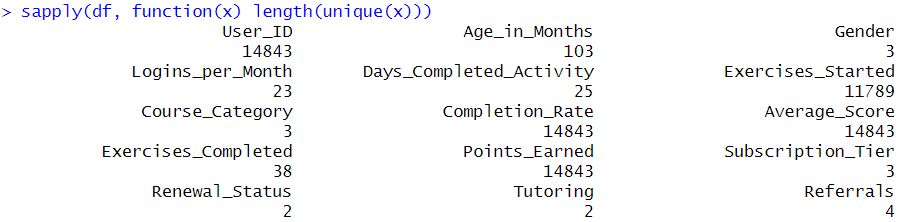 > sapply(df, function(x) length(unique(x)))
User_ID Age_in_Months Gender
14843 103 3
Logins_per_Month Days_Completed_Activity Exercises_Started
23 25 11789
Course_Category Completion_Rate Average_Score
3 14843 14843
Exercises_Completed Points_Earned Subscription_Tier
38 14843 3
Renewal_Status Tutoring Referrals
2 2 4